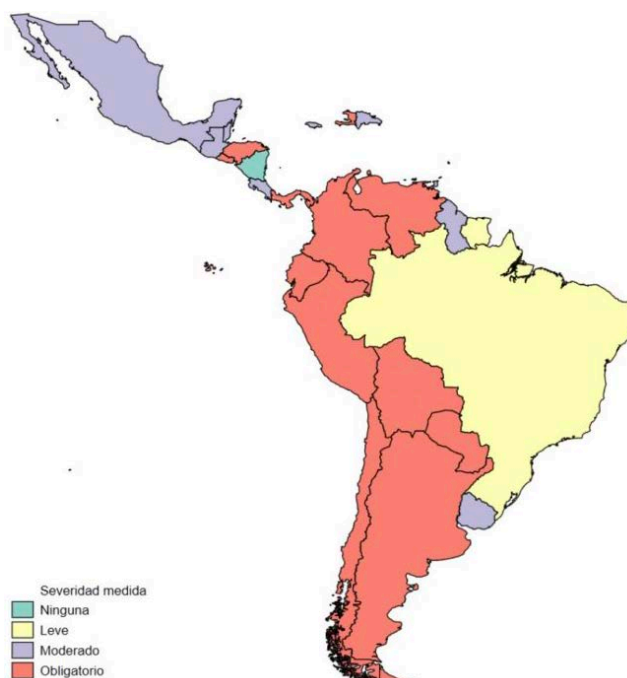 Severidad medida
Ninguna
Leve
Moderado
Obligatorio